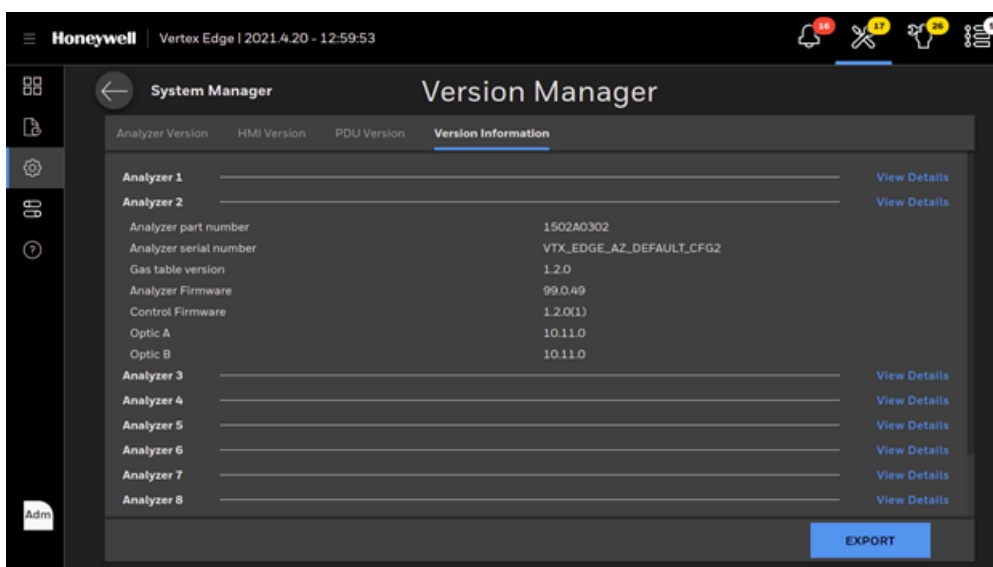 Honeywell Vertex Edge | 2021.4.20 - 12:59:53 16 17 26
System Manager Version Manager
Analyzer Version HMI Version PDU Version Version Information
Analyzer 1 View Details
Analyzer 2 View Details
Analyzer part number 1502A0302
Analyzer serial number VTX_EDGE_AZ_DEFAULT_CFG2
Gas table version 1.2.0
Analyzer Firmware 99.0.49
Control Firmware 1.2.0(1)
Optic A 10.11.0
Optic B 10.11.0
Analyzer 3 View Details
Analyzer 4 View Details
Analyzer 5 View Details
Analyzer 6 View Details
Analyzer 7 View Details
Analyzer 8 View Details
Adm
EXPORT